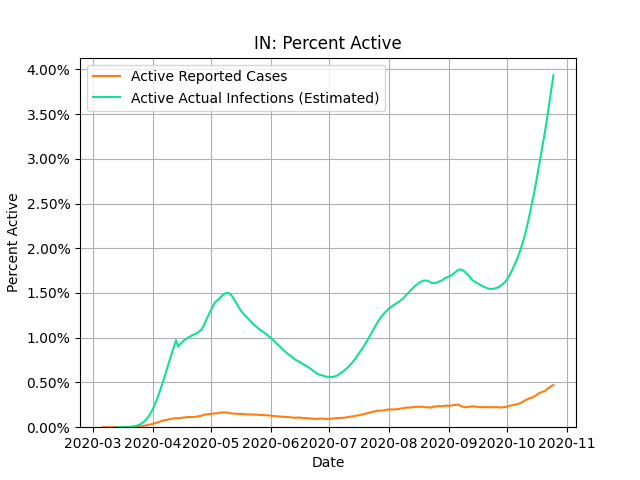 IN: Percent Active
Active Reported Cases
Active Actual Infections (Estimated)
4.00%
3.50%
3.00%
2.50%
2.00%
1.50%
1.00%
0.50%
0.00%
Percent Active
2020-03 2020-04 2020-05 2020-06 2020-07 2020-08 2020-09 2020-10 2020-11
Date